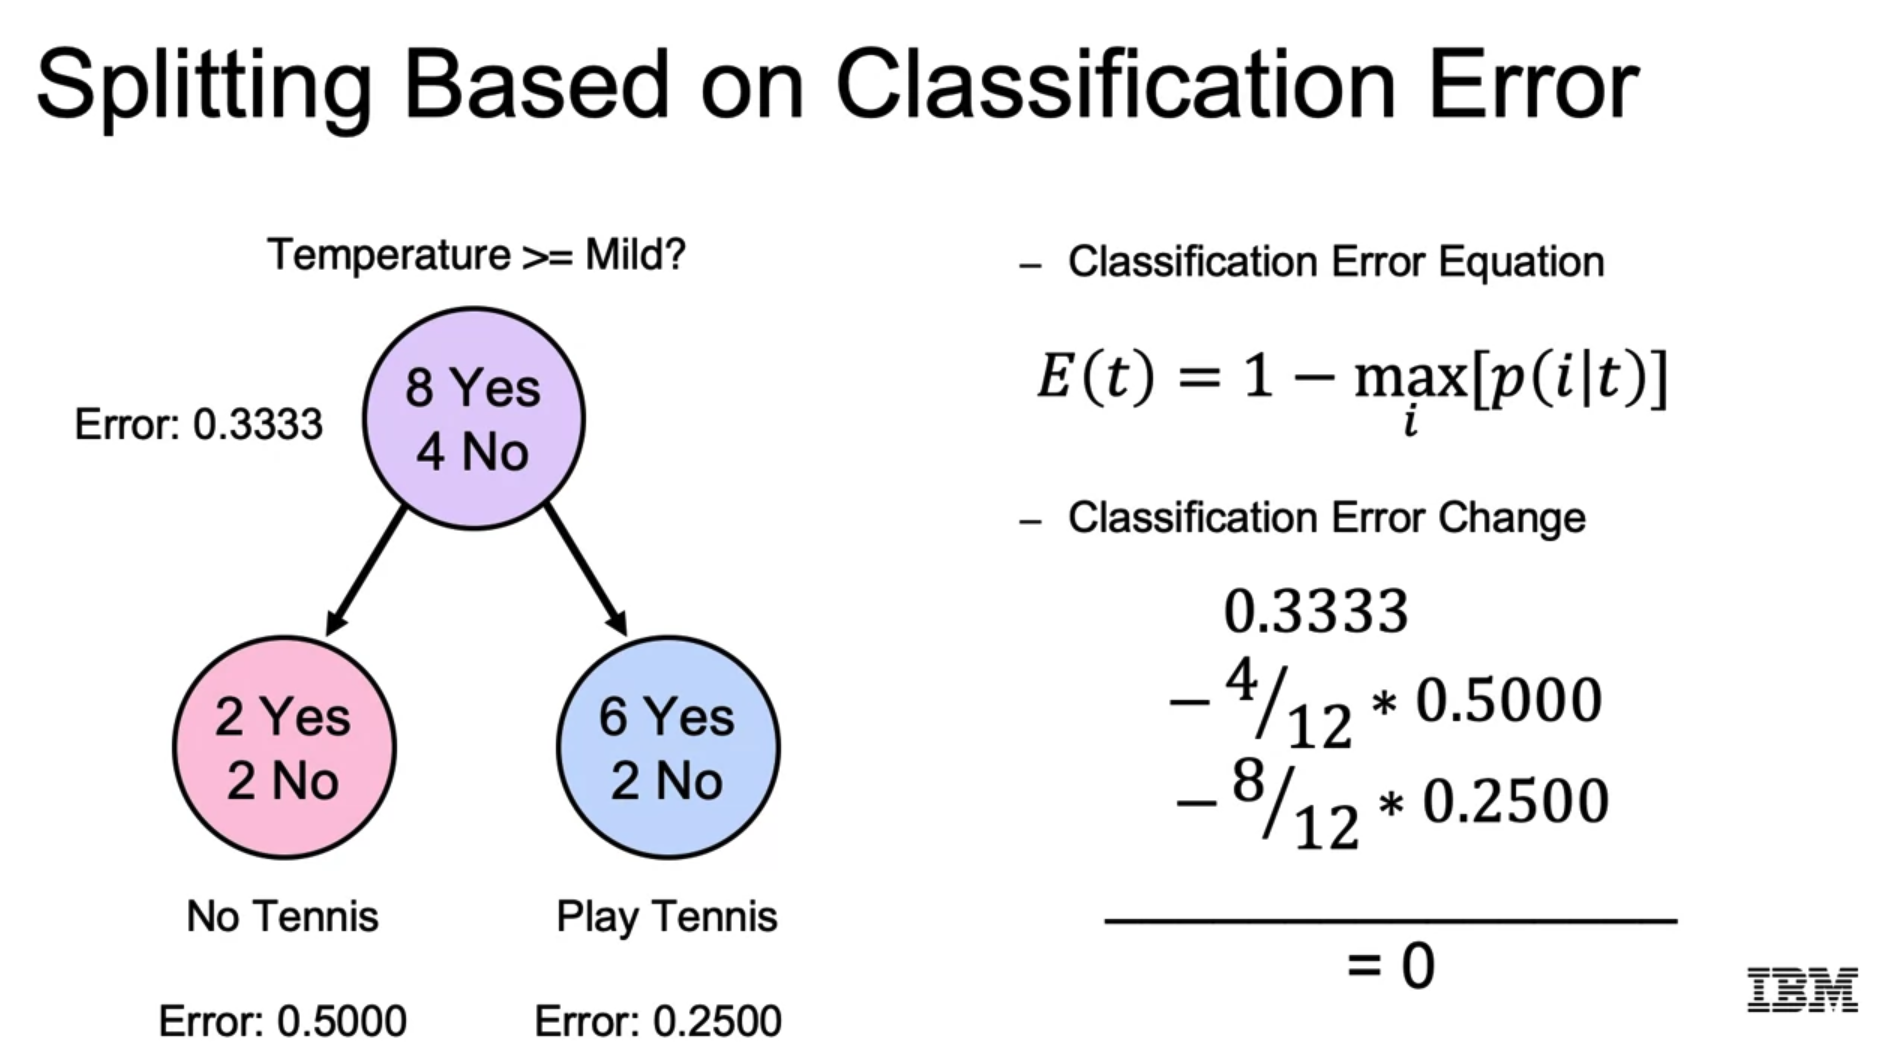 Splitting Based on Classification Error
Temperature >= Mild?
8 Yes
4 No
Error: 0.3333
2 Yes
2 No
6 Yes
2 No
No Tennis
Play Tennis
Error: 0.5000
Error: 0.2500
– Classification Error Equation
E(t) = 1 − max[p(i|t)]
i
– Classification Error Change
0.3333
− 4/12 * 0.5000
− 8/12 * 0.2500
= 0
IBM